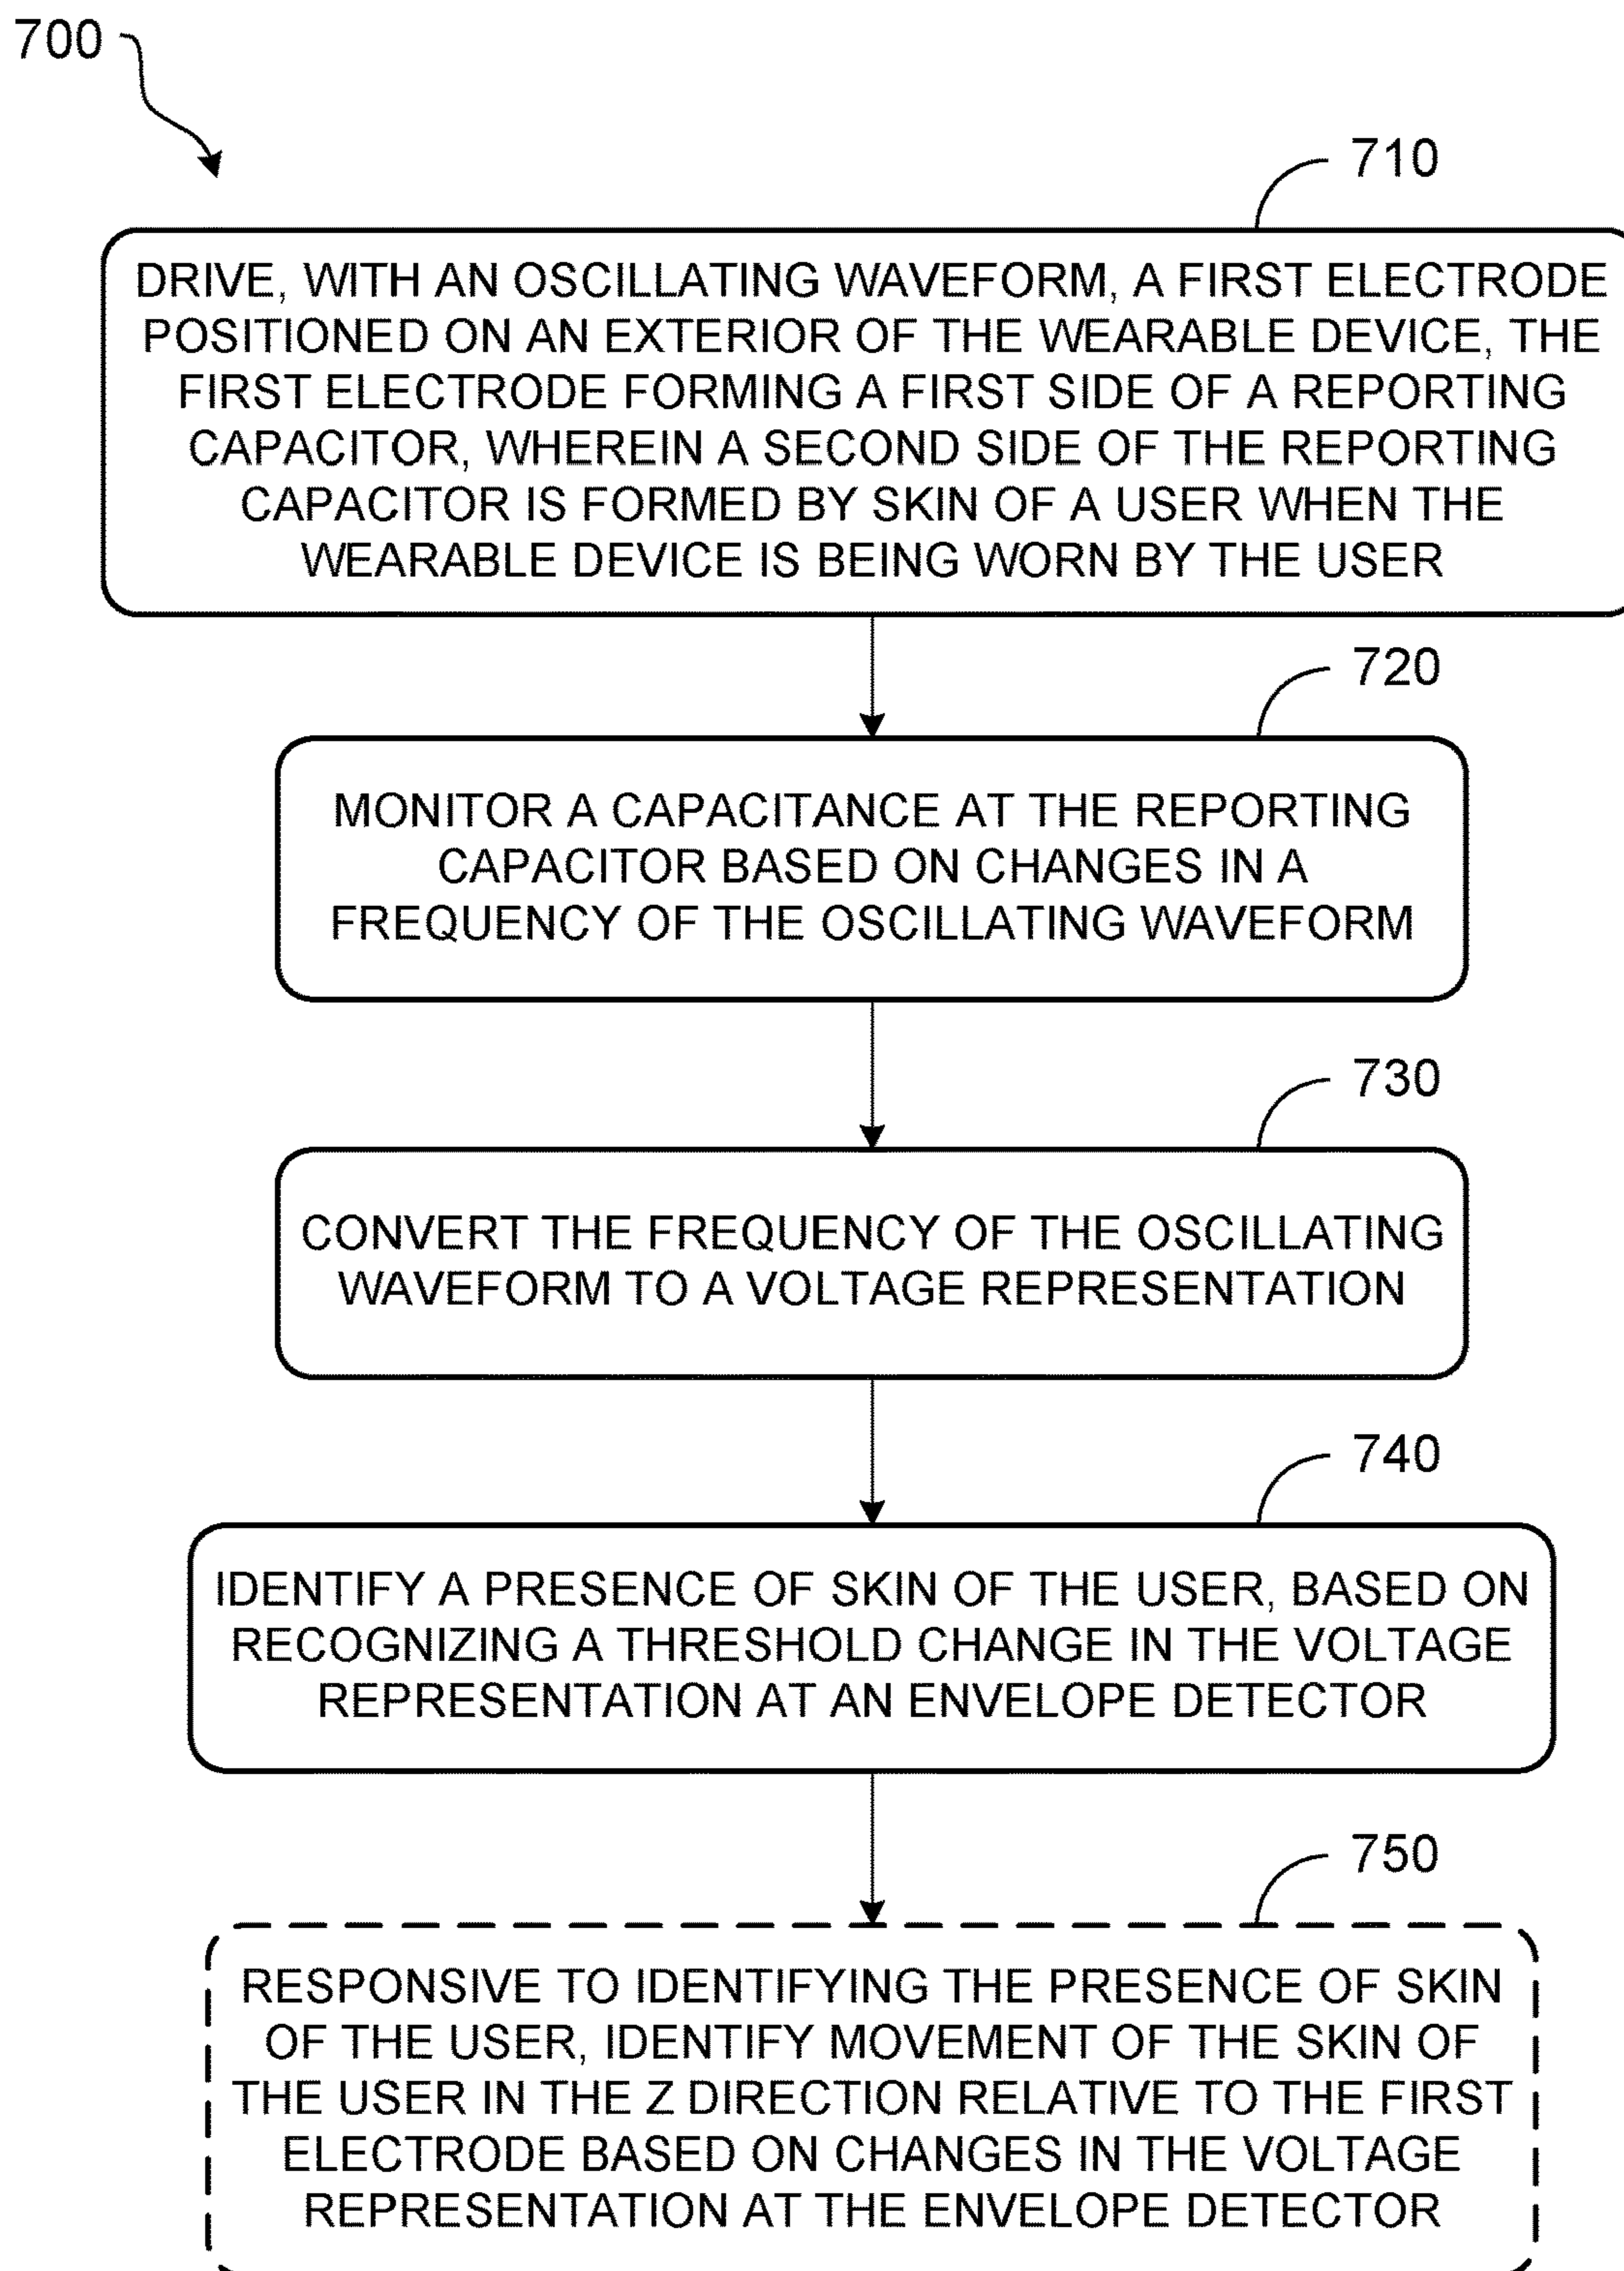 700
710
DRIVE, WITH AN OSCILLATING WAVEFORM, A FIRST ELECTRODE
POSITIONED ON AN EXTERIOR OF THE WEARABLE DEVICE, THE
FIRST ELECTRODE FORMING A FIRST SIDE OF A REPORTING
CAPACITOR, WHEREIN A SECOND SIDE OF THE REPORTING
CAPACITOR IS FORMED BY SKIN OF A USER WHEN THE
WEARABLE DEVICE IS BEING WORN BY THE USER
720
MONITOR A CAPACITANCE AT THE REPORTING
CAPACITOR BASED ON CHANGES IN A
FREQUENCY OF THE OSCILLATING WAVEFORM
730
CONVERT THE FREQUENCY OF THE OSCILLATING
WAVEFORM TO A VOLTAGE REPRESENTATION
740
IDENTIFY A PRESENCE OF SKIN OF THE USER, BASED ON
RECOGNIZING A THRESHOLD CHANGE IN THE VOLTAGE
REPRESENTATION AT AN ENVELOPE DETECTOR
750
RESPONSIVE TO IDENTIFYING THE PRESENCE OF SKIN
OF THE USER, IDENTIFY MOVEMENT OF THE SKIN OF
THE USER IN THE Z DIRECTION RELATIVE TO THE FIRST
ELECTRODE BASED ON CHANGES IN THE VOLTAGE
REPRESENTATION AT THE ENVELOPE DETECTOR